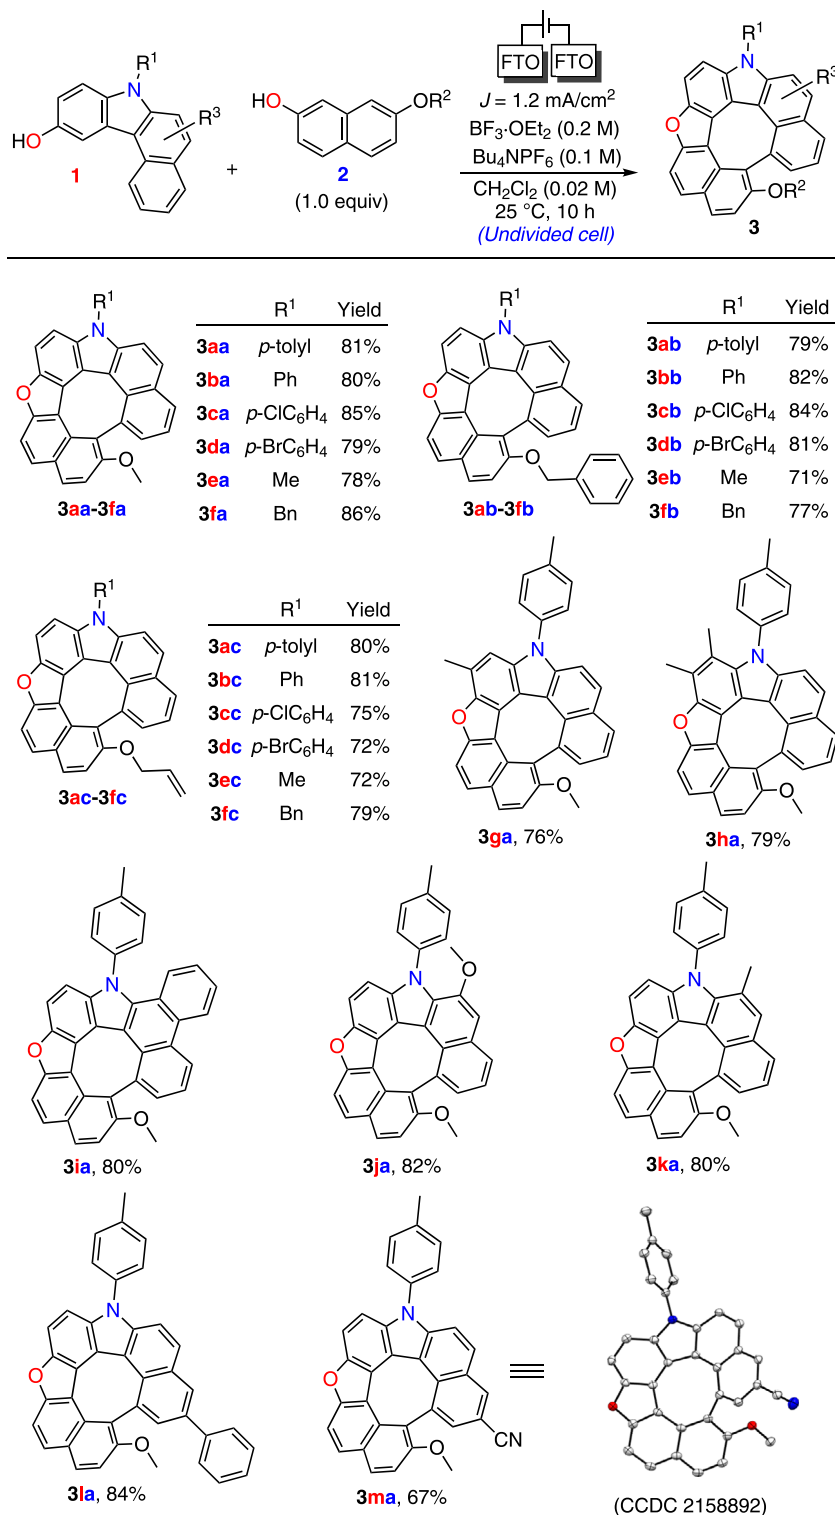 R¹
N
R³
HO
1
+
HO
OR²
2
(1.0 equiv)
FTO FTO
J = 1.2 mA/cm²
BF₃·OEt₂ (0.2 M)
Bu₄NPF₆ (0.1 M)
CH₂Cl₂ (0.02 M)
25 °C, 10 h
(Undivided cell)
R¹
N
R³
O
OR²
3
R¹
N
O
O
3aa-3fa
R¹ Yield
3aa p-tolyl 81%
3ba Ph 80%
3ca p-ClC6H4 85%
3da p-BrC6H4 79%
3ea Me 78%
3fa Bn 86%
R¹
N
O
O
3ab-3fb
R¹ Yield
3ab p-tolyl 79%
3bb Ph 82%
3cb p-ClC6H4 84%
3db p-BrC6H4 81%
3eb Me 71%
3fb Bn 77%
R¹
N
O
O
3ac-3fc
R¹ Yield
3ac p-tolyl 80%
3bc Ph 81%
3cc p-ClC6H4 75%
3dc p-BrC6H4 72%
3ec Me 72%
3fc Bn 79%
N
O
O
3ga, 76%
N
O
O
3ha, 79%
N
O
O
3ia, 80%
O
N
O
O
3ja, 82%
N
O
O
3ka, 80%
N
O
O
3la, 84%
N
O
O
CN
3ma, 67%
(CCDC 2158892)